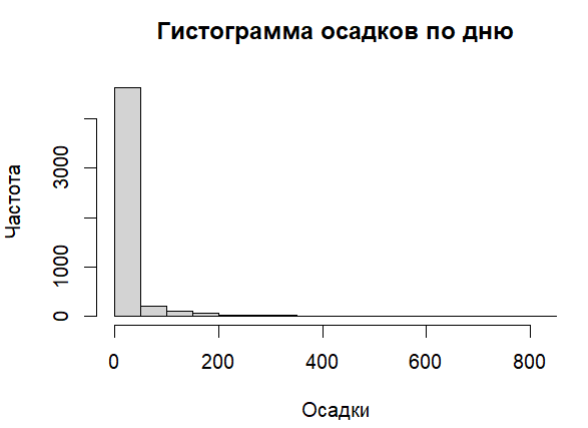 Гистограмма осадков по дню
Частота
3000
1000
0
0 200 400 600 800
Осадки